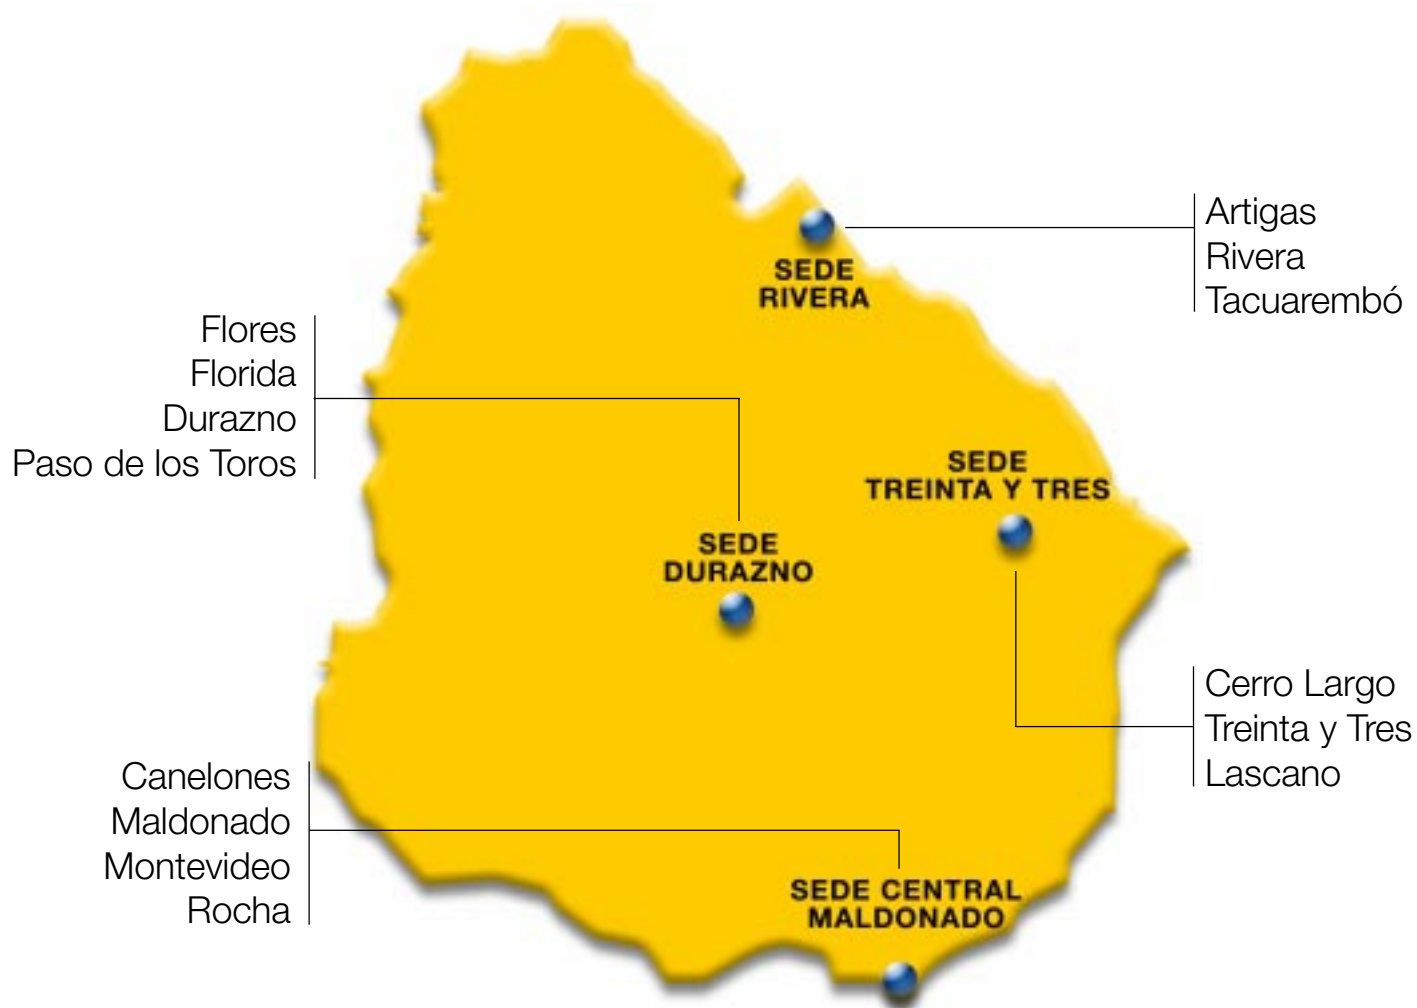 Artigas
Rivera
Tacuarembó
SEDE
RIVERA
Flores
Florida
Durazno
Paso de los Toros
SEDE
TREINTA Y TRES
SEDE
DURAZNO
Cerro Largo
Treinta y Tres
Lascano
Canelones
Maldonado
Montevideo
Rocha
SEDE CENTRAL
MALDONADO